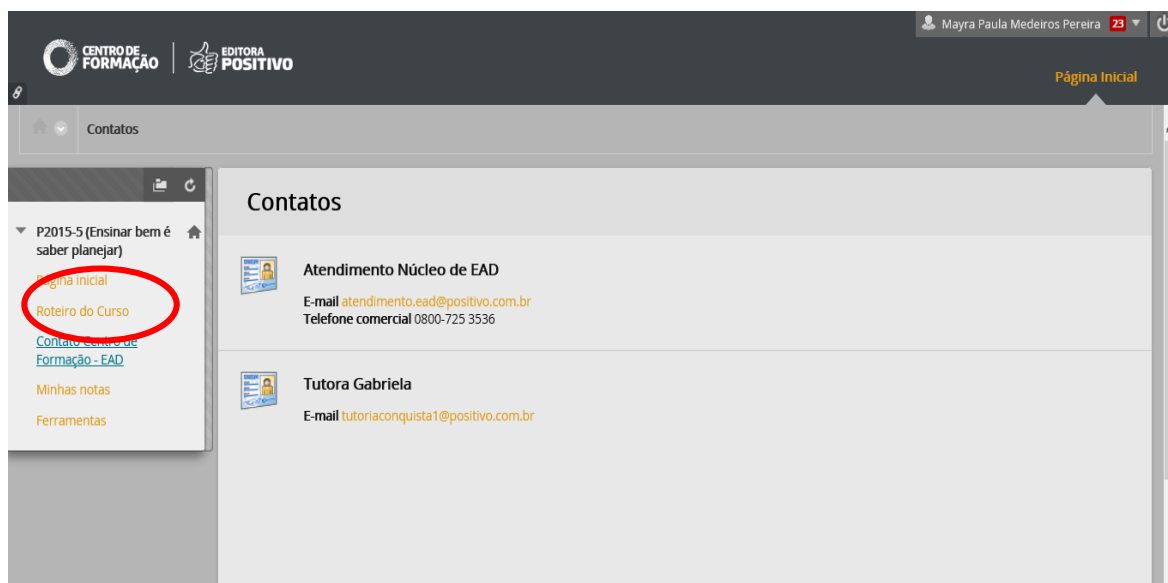 Mayra Paula Medeiros Pereira 23
CENTRO DE
FORMAÇÃO
EDITORA
POSITIVO
Página Inicial
Contatos
P2015-5 (Ensinar bem é
saber planejar)
Página inicial
Roteiro do Curso
Contato Centro de
Formação - EAD
Minhas notas
Ferramentas
Contatos
Atendimento Núcleo de EAD
E-mail atendimento.ead@positivo.com.br
Telefone comercial 0800-725 3536
Tutora Gabriela
E-mail tutoriaconquista1@positivo.com.br